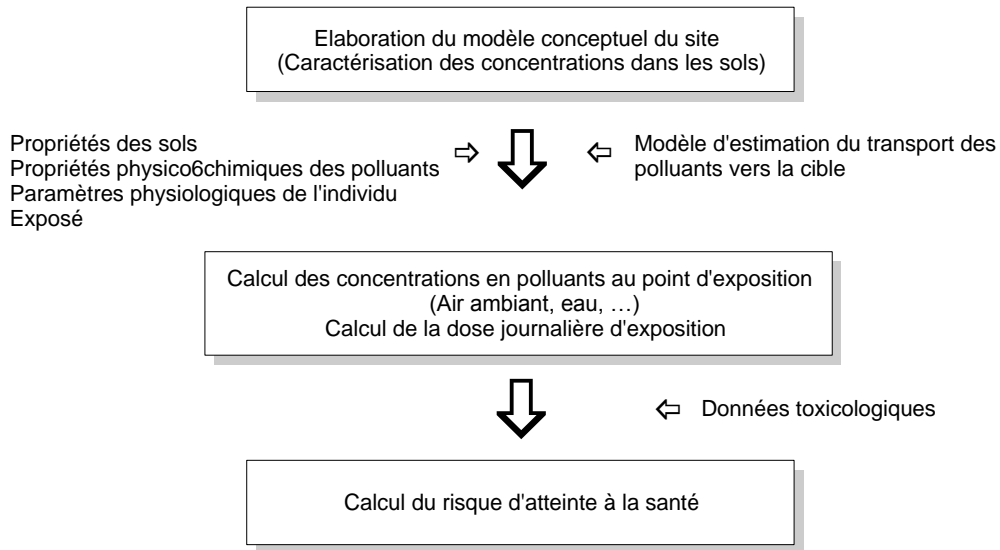 Elaboration du modèle conceptuel du site
(Caractérisation des concentrations dans les sols)
Propriétés des sols
Propriétés physico6chimiques des polluants
Paramètres physiologiques de l'individu
Exposé
Modèle d'estimation du transport des
polluants vers la cible
Calcul des concentrations en polluants au point d'exposition
(Air ambiant, eau, …)
Calcul de la dose journalière d'exposition
Données toxicologiques
Calcul du risque d'atteinte à la santé